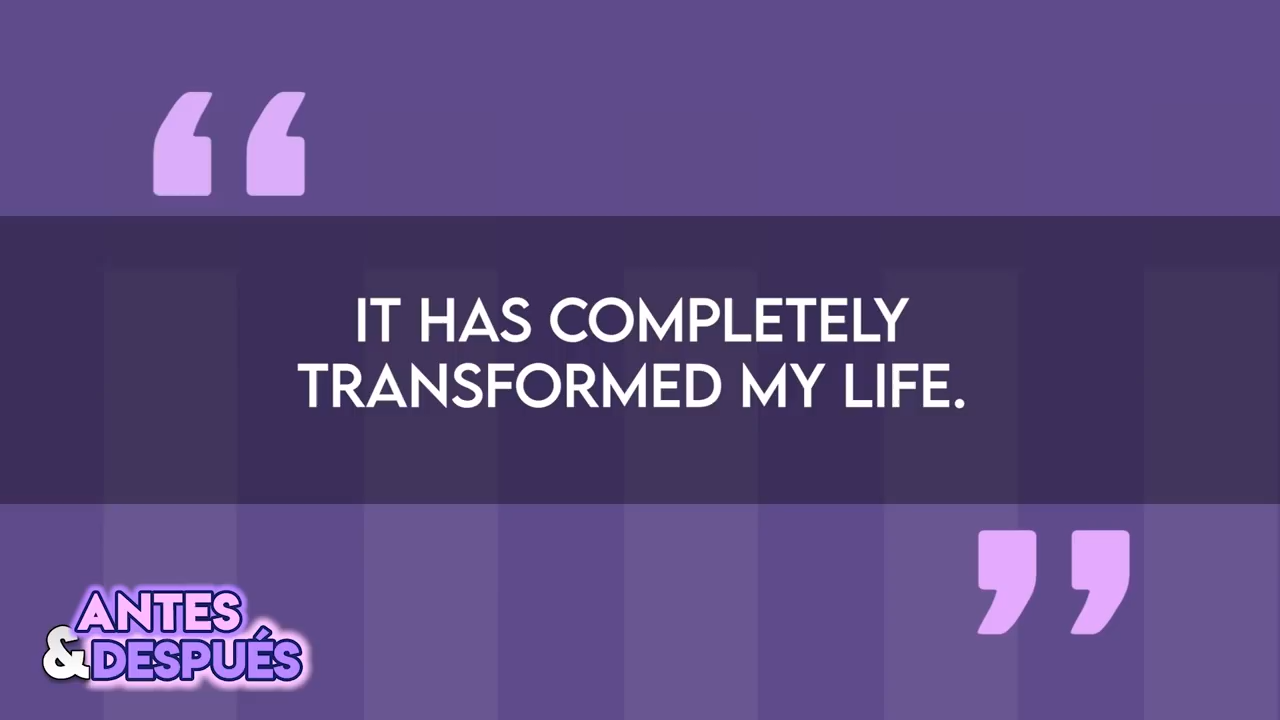 “
IT HAS COMPLETELY
TRANSFORMED MY LIFE.
”
ANTES
&DESPUÉS